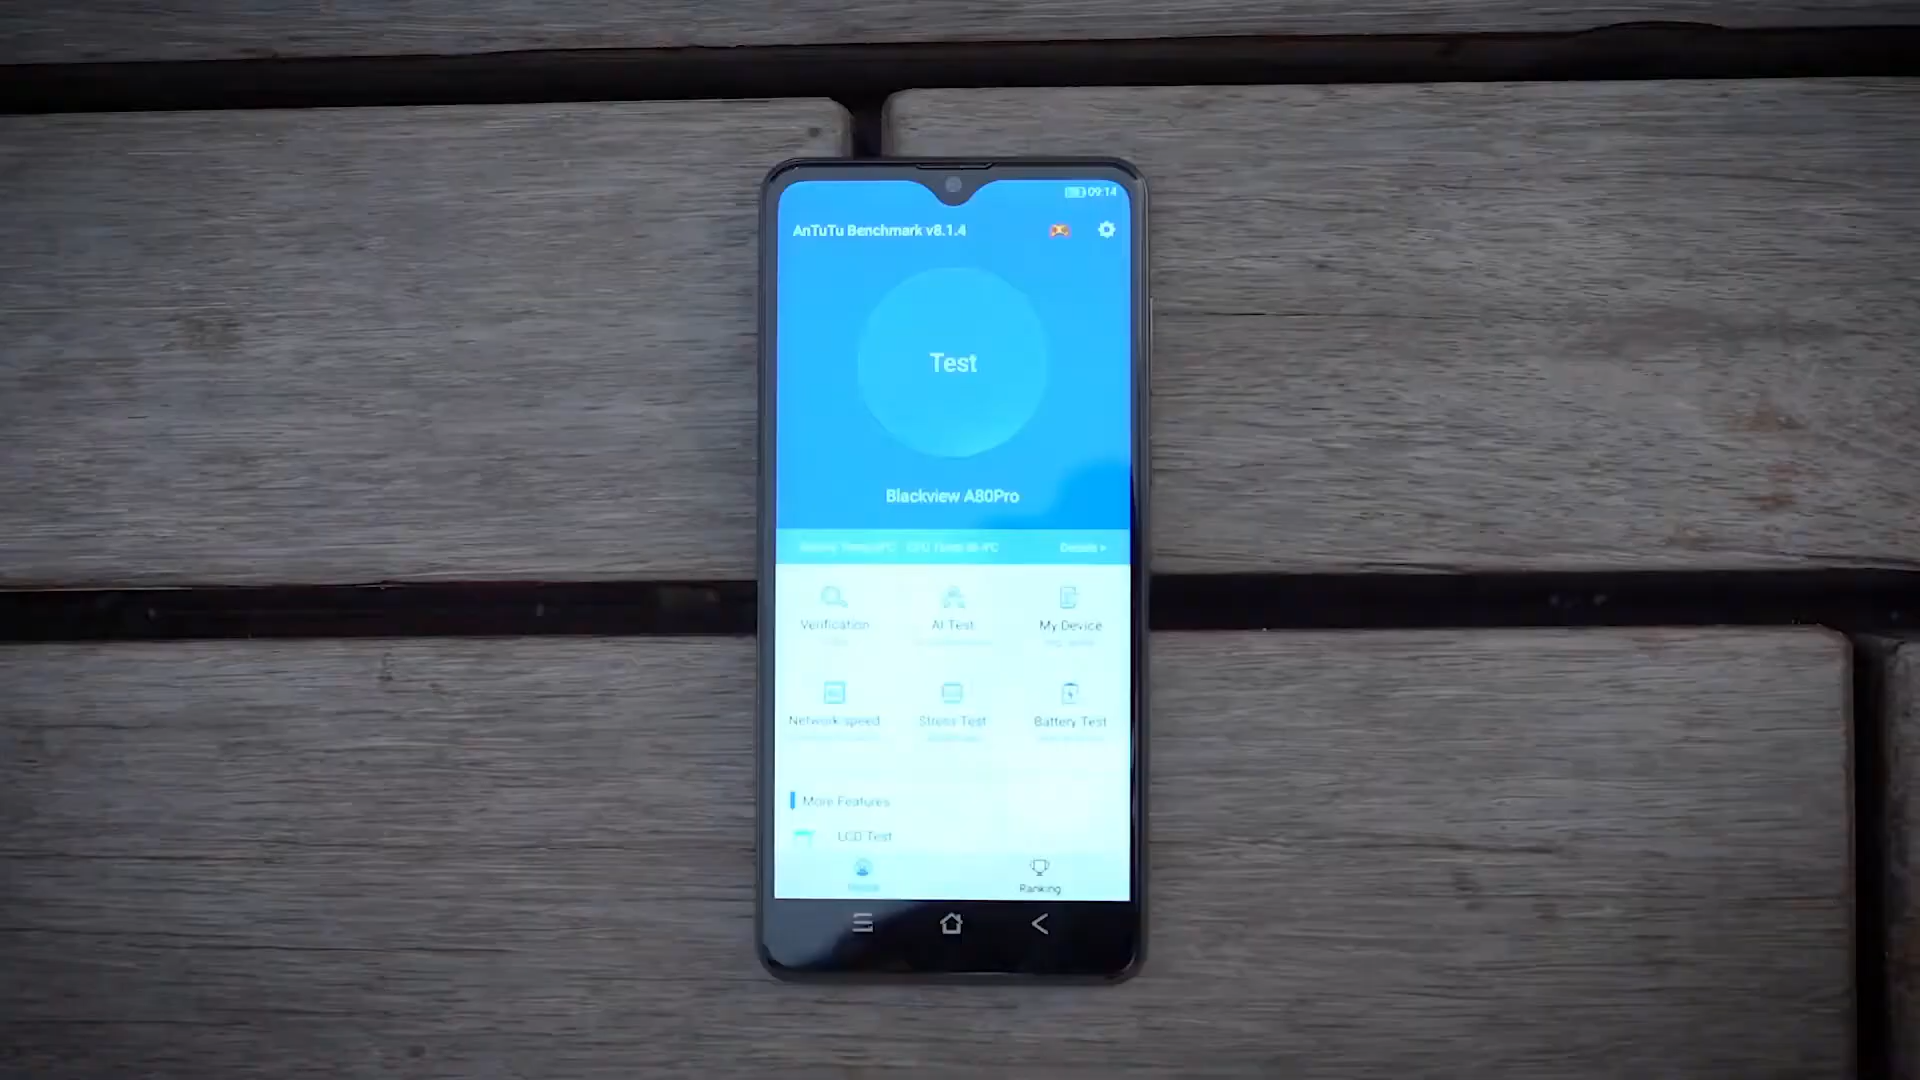 09:14
AnTuTu Benchmark v8.1.4
Test
Blackview A80Pro
Details >
Verification
AI Test
My Device
Network speed
Stress Test
Battery Test
More Features
LCD Test
Ranking